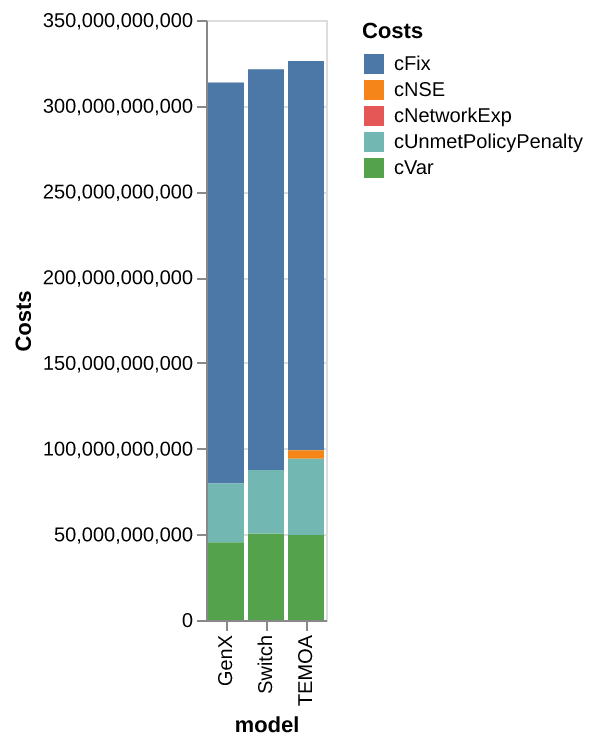 350,000,000,000
300,000,000,000
250,000,000,000
200,000,000,000
150,000,000,000
100,000,000,000
50,000,000,000
0
Costs
GenX
Switch
TEMOA
model
Costs
cFix
cNSE
cNetworkExp
cUnmetPolicyPenalty
cVar